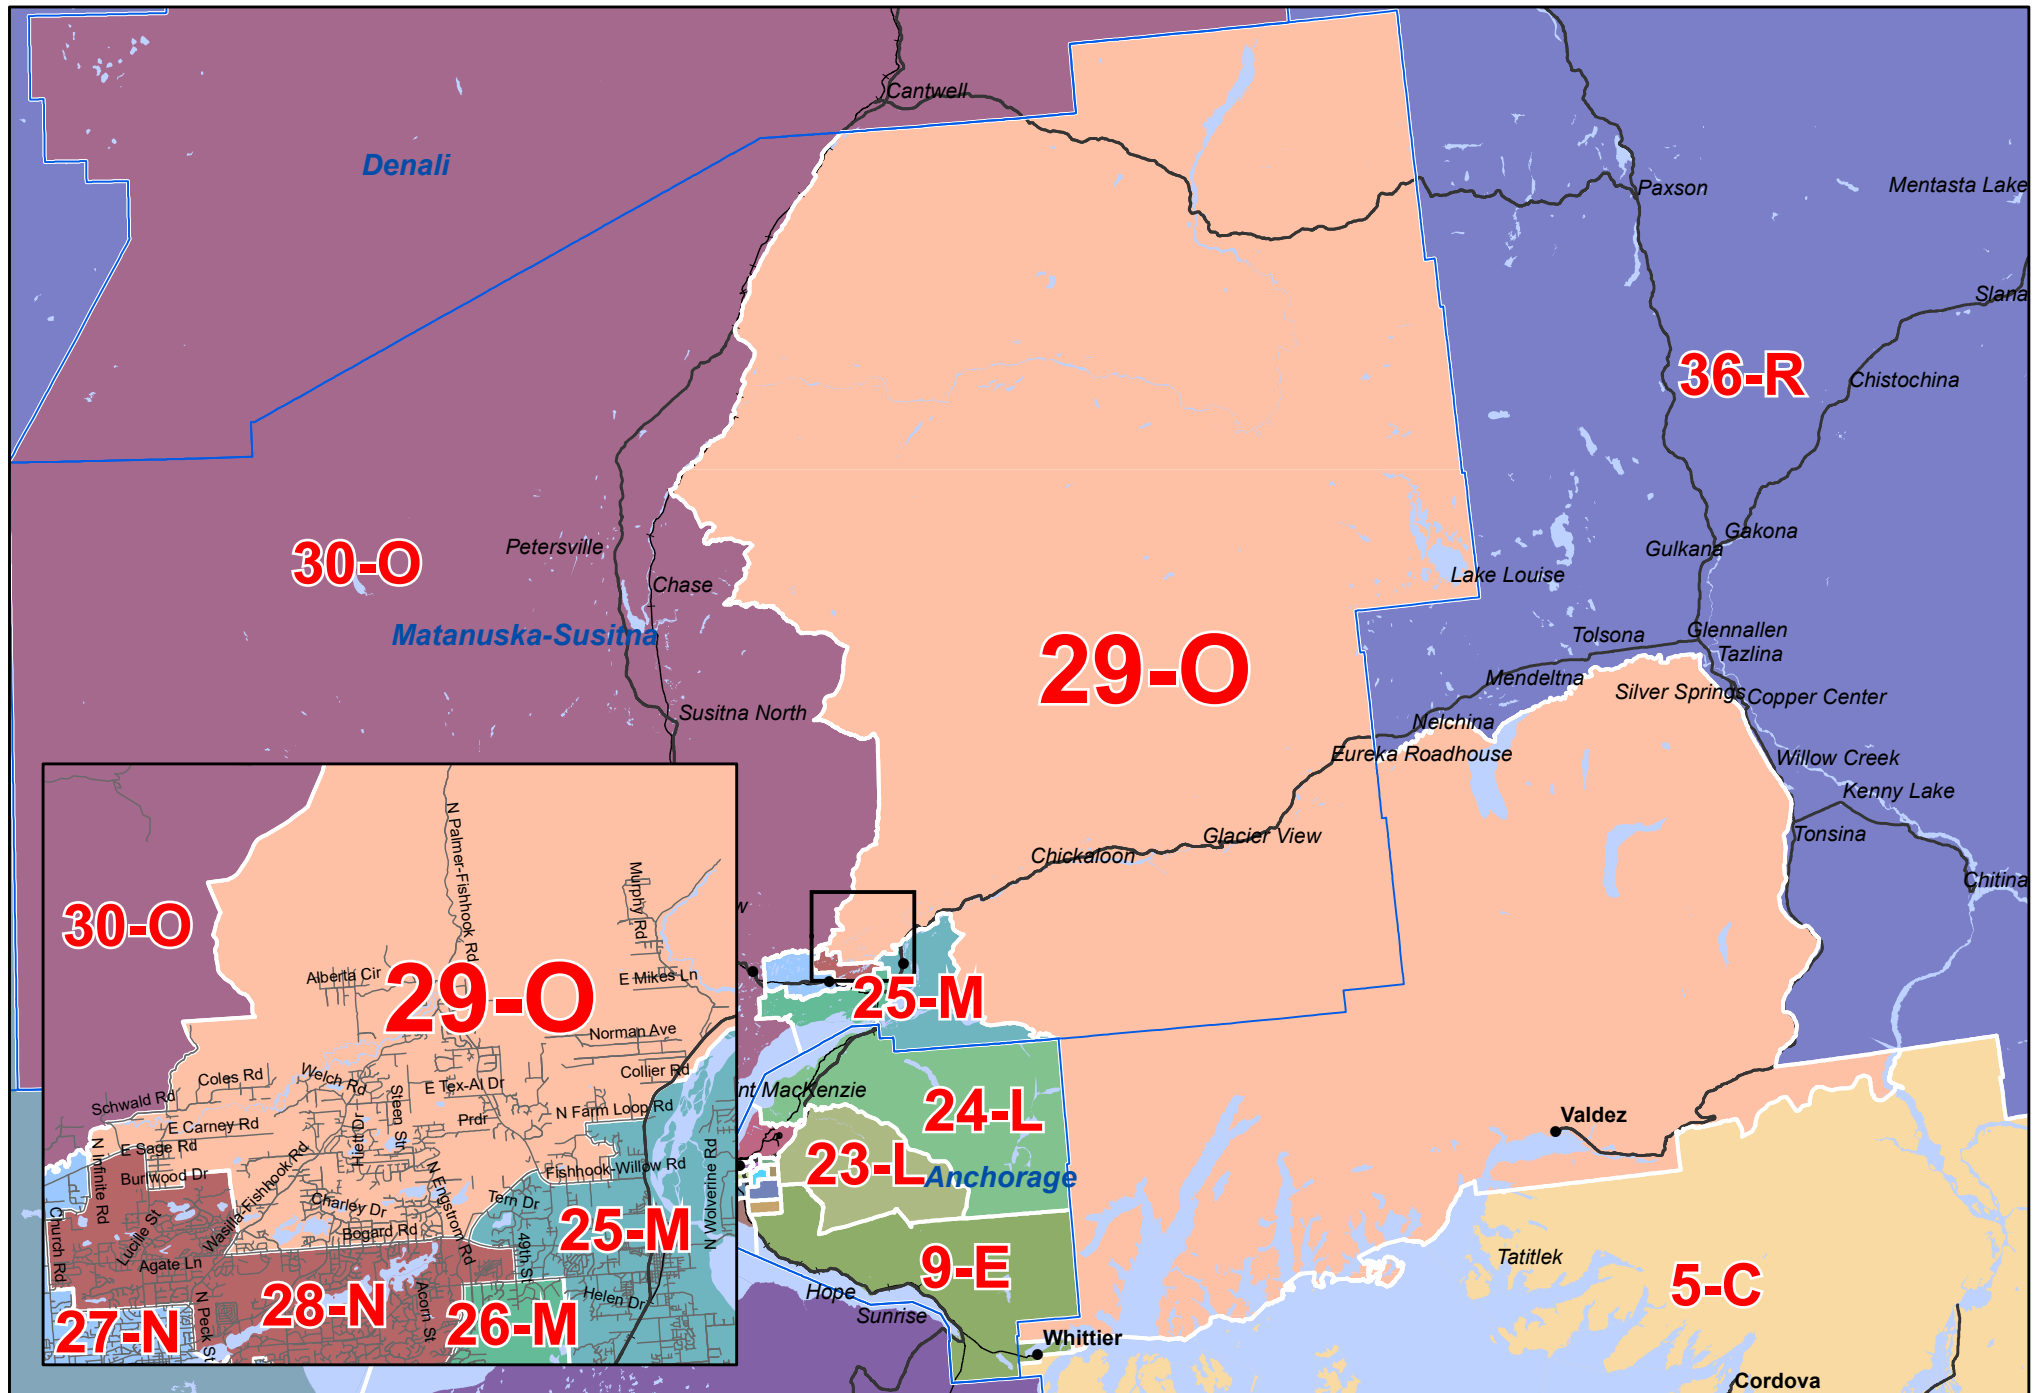 Cantwell
Denali
Paxson
Mentasta Lake
Slana
36-R
Chistochina
30-O
Petersville
Chase
Matanuska-Susitna
Susitna North
29-O
Lake Louise
Gakona
Gulkana
Tolsona
Glennallen
Tazlina
Mendeltna
Silver Springs
Copper Center
Nelchina
Eureka Roadhouse
Willow Creek
Kenny Lake
Tonsina
Chitina
Glacier View
Chickaloon
25-M
nt MacKenzie
24-L
23-L
Anchorage
9-E
Hope
Sunrise
Whittier
Valdez
Tatitlek
5-C
Cordova
N Palmer-Fishhook Rd
Murphy Rd
30-O
Alberta Cir
29-O
E Mikes Ln
Norman Ave
Coles Rd
Welch Rd
Collier Rd
E Tex-Al Dr
Schwald Rd
Steen Str
N Farm Loop Rd
E Carney Rd
Prdr
Hiett Dr
E Sage Rd
N Infinite Rd
Burlwood Dr
Wasilla-Fishhook Rd
Fishhook-Willow Rd
N Engstrom Rd
Tern Dr
Charley Dr
Lucille St
Bogard Rd
Church Rd
Agate Ln
49th St
25-M
N Wolverine Rd
28-N
Acorn St
Helen Dr
27-N
N Peck St
26-M